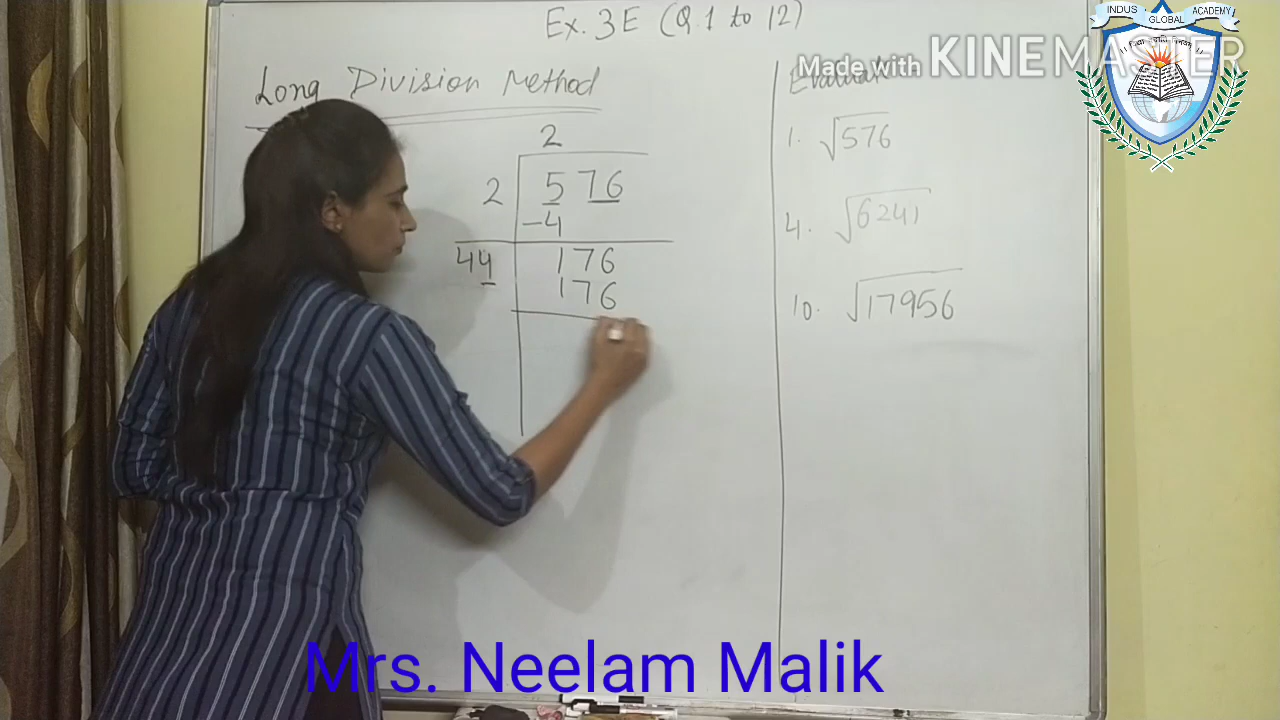 Ex. 3E (Q.1 to 12)
Long Division Method
2
2 576
-4
44 176
176
Evaluate
1. √576
4. √6241
10. √17956
Made with KINEMASTER
INDUS GLOBAL ACADEMY
Mrs. Neelam Malik